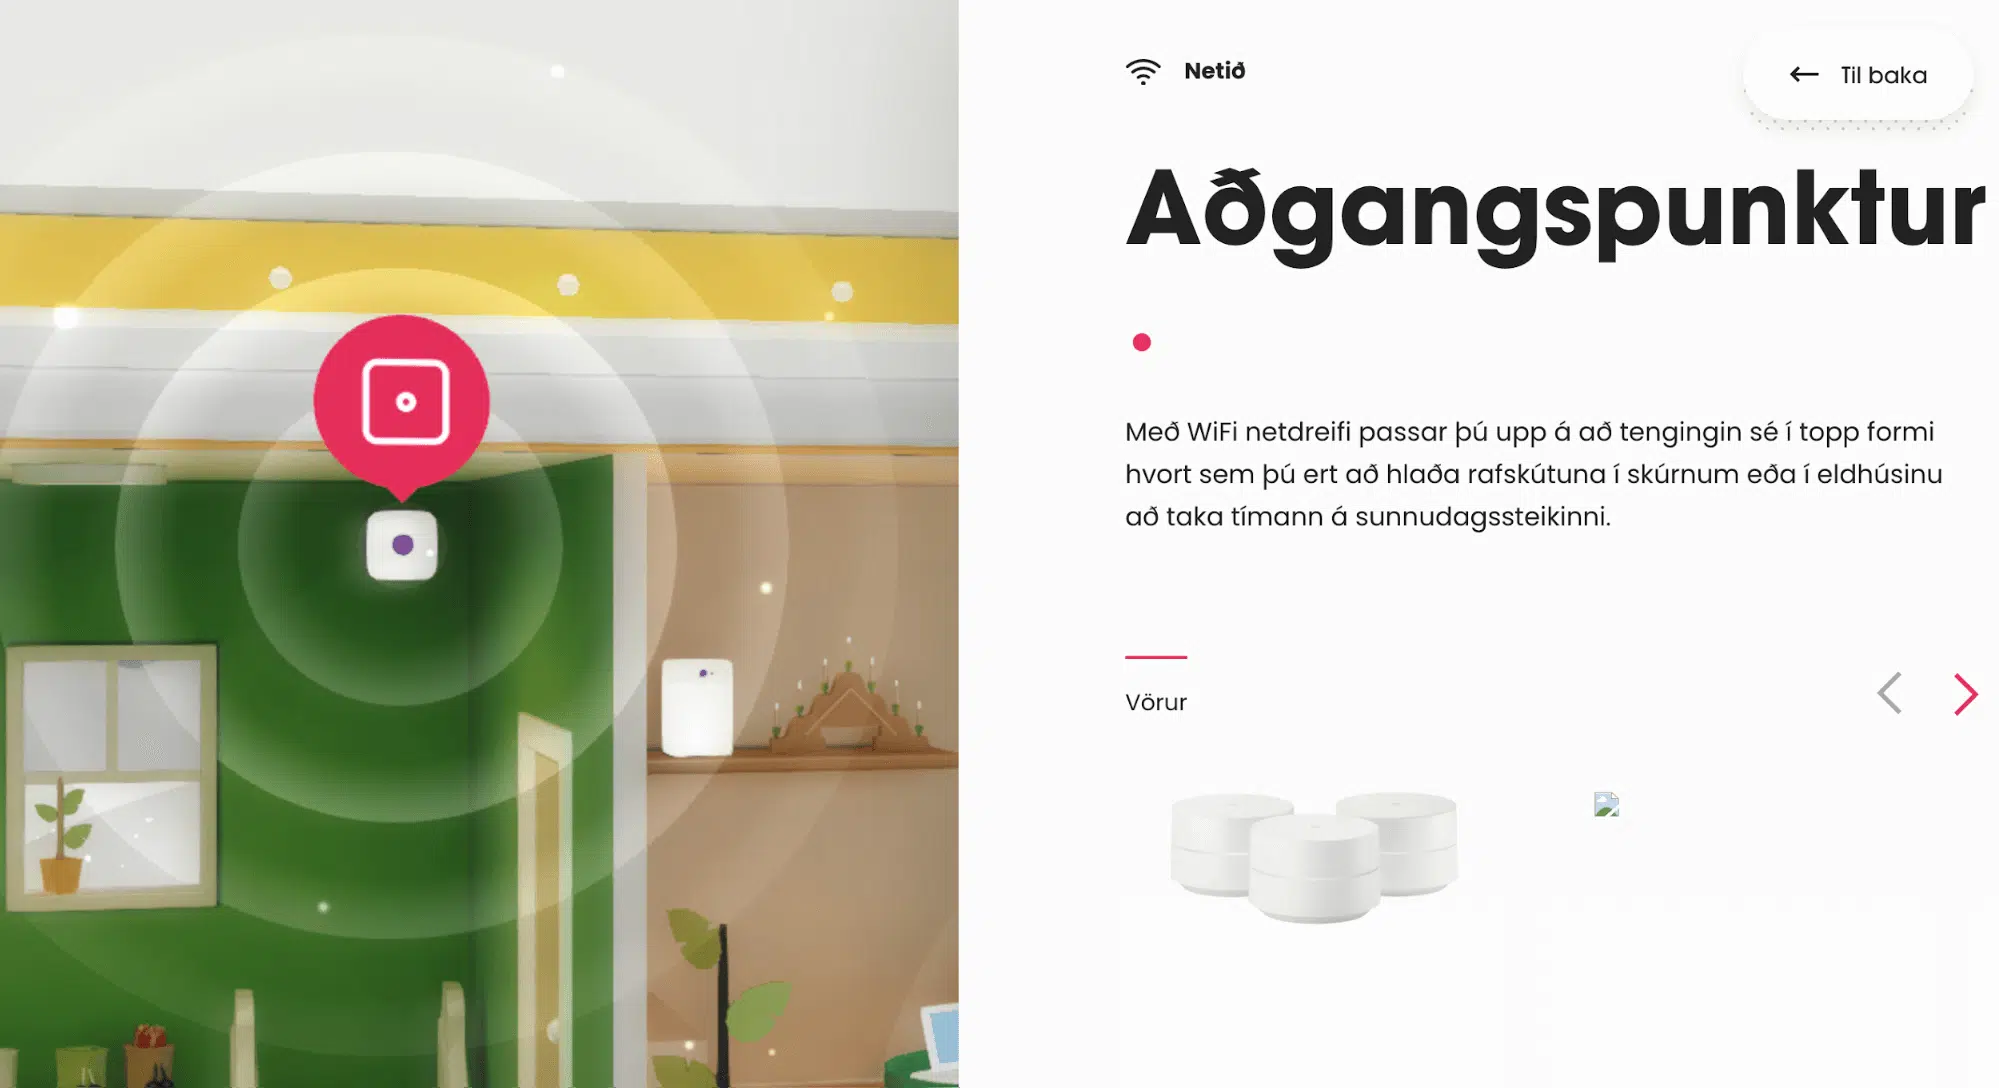 Netið
Til baka
Aðgangspunktur
Með WiFi netdreifi passar þú upp á að tengingin sé í topp formi
hvort sem þú ert að hlaða rafskútuna í skúrnum eða í eldhúsinu
að taka tímann á sunnudagssteikinni.
Vörur